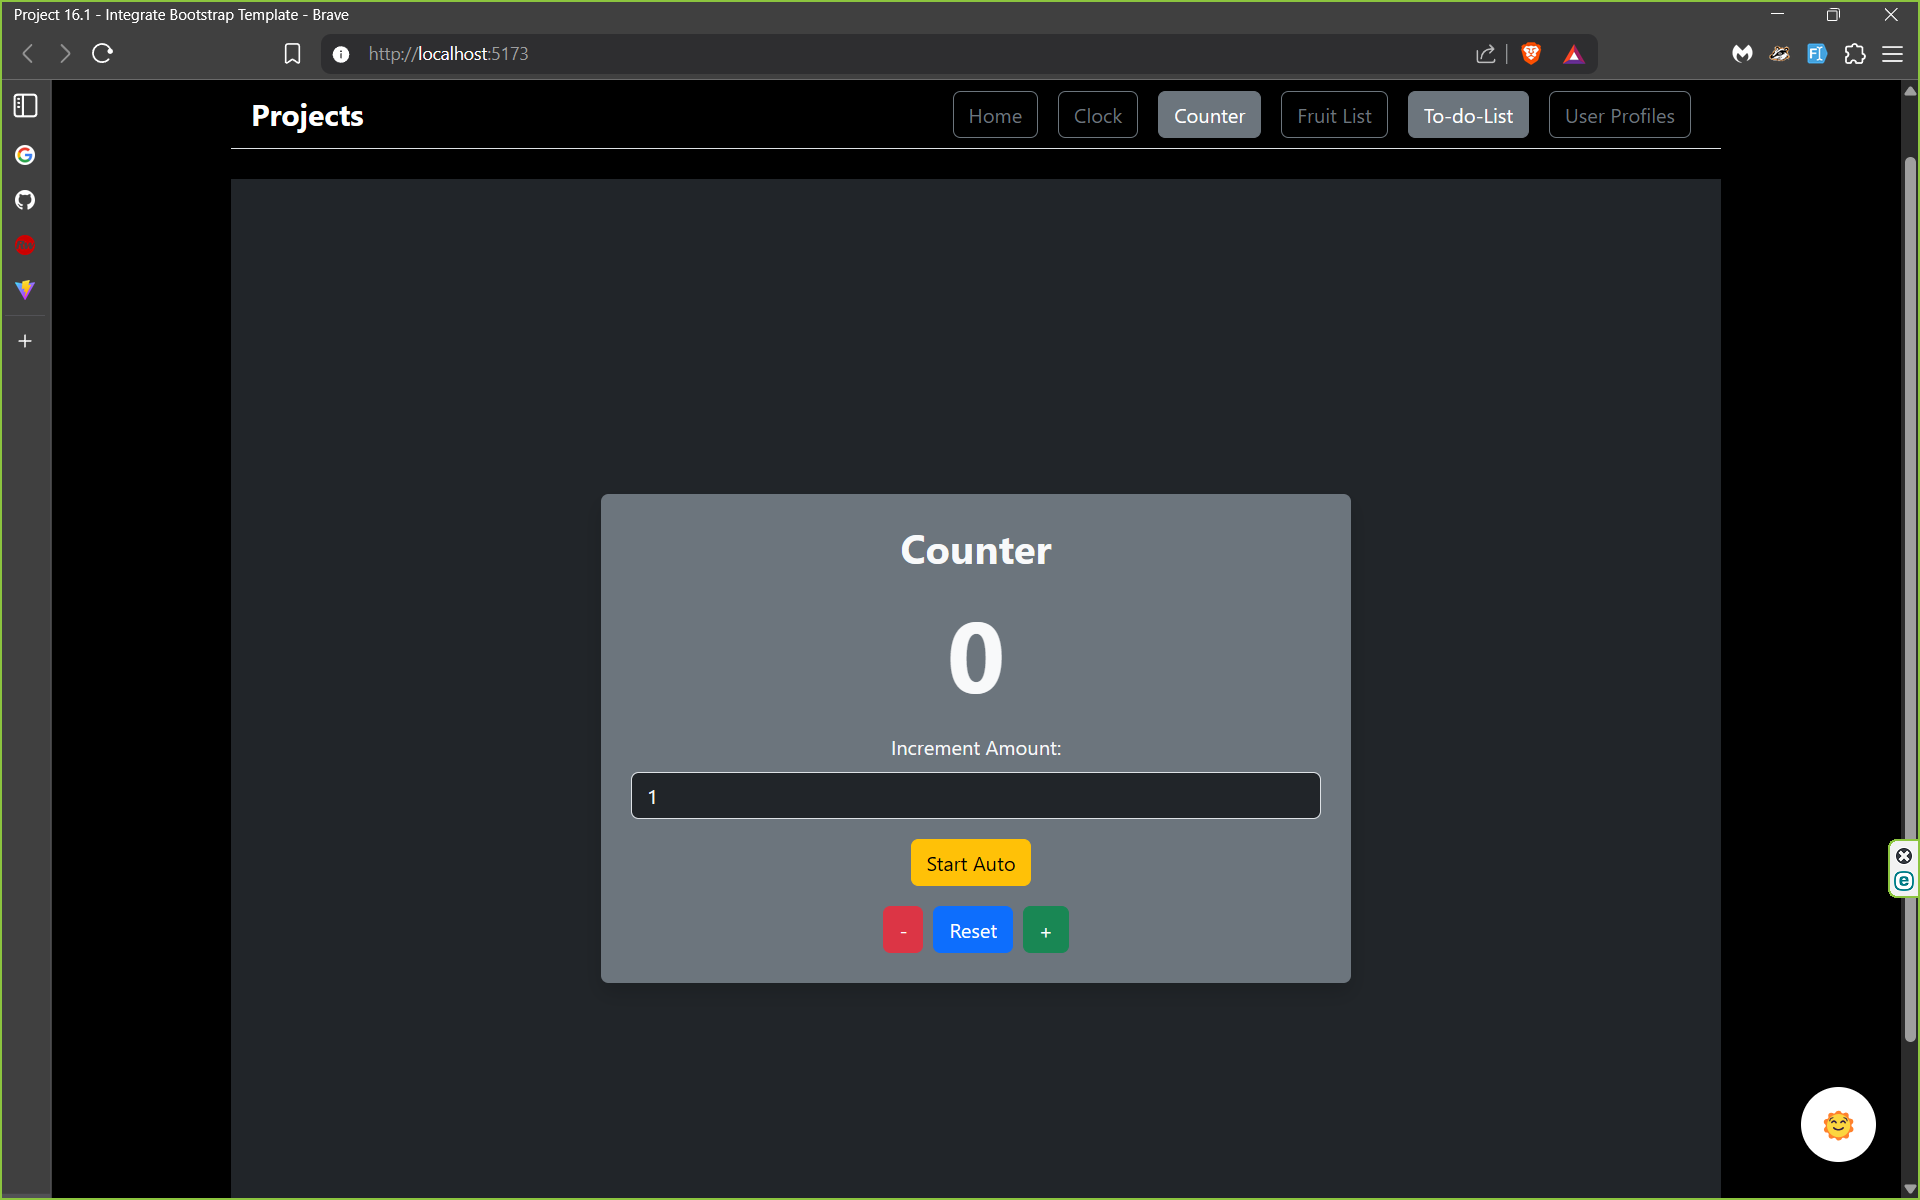 Project 16.1 - Integrate Bootstrap Template - Brave
http://localhost:5173
Projects
Home
Clock
Counter
Fruit List
To-do-List
User Profiles
Counter
0
Increment Amount:
1
Start Auto
-
Reset
+